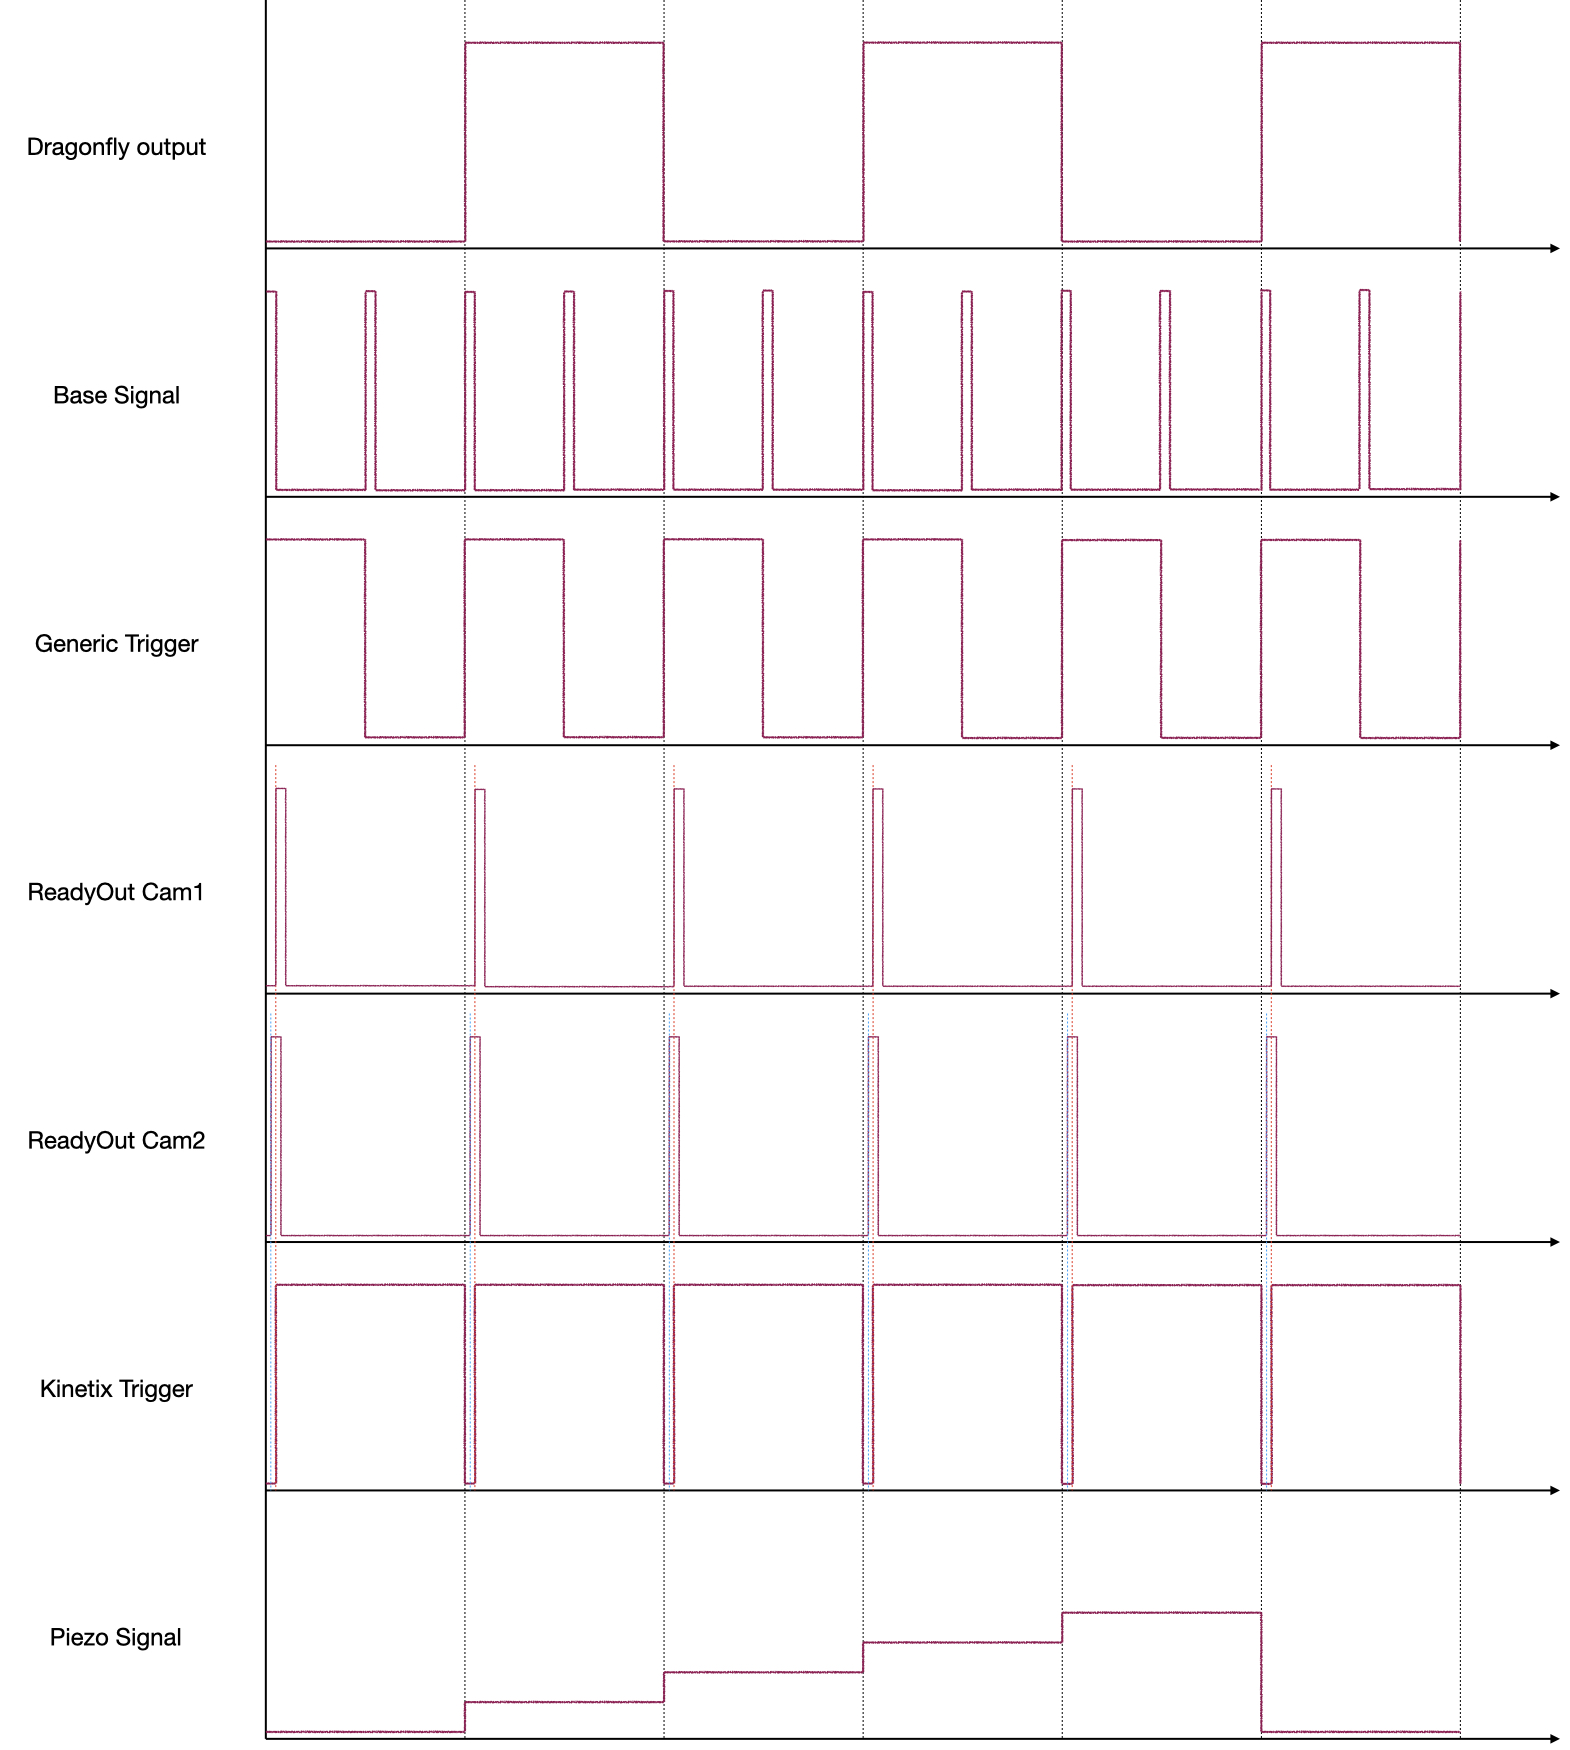 Dragonfly output
Base Signal
Generic Trigger
ReadyOut Cam1
ReadyOut Cam2
Kinetix Trigger
Piezo Signal